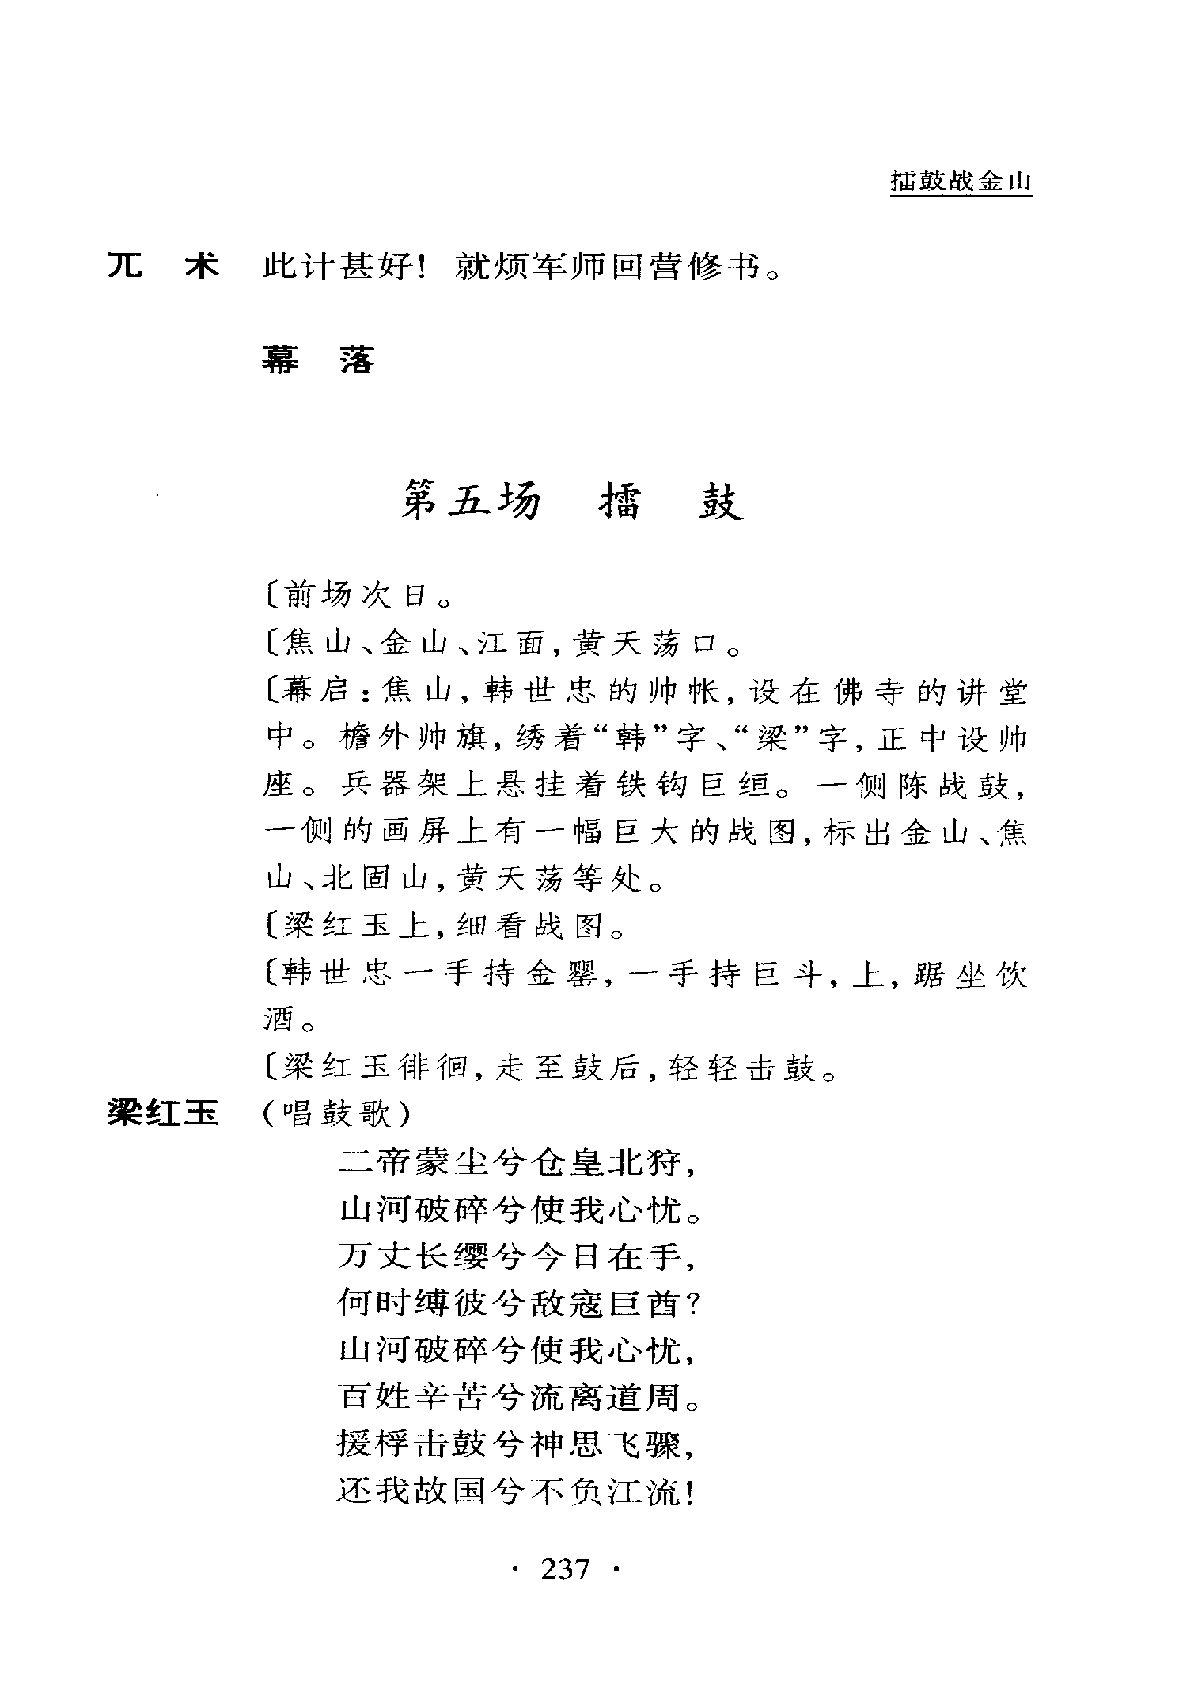 擂鼓战金山
兀　术　此计甚好！就烦军师回营修书。
幕　落
第五场　擂　鼓
〔前场次日。
〔焦山、金山、江面，黄天荡口。
〔幕启：焦山，韩世忠的帅帐，设在佛寺的讲堂
中。檐外帅旗，绣着“韩”字、“梁”字，正中设帅
座。兵器架上悬挂着铁钩巨绠。一侧陈战鼓，
一侧的画屏上有一幅巨大的战图，标出金山、焦
山、北固山，黄天荡等处。
〔梁红玉上，细看战图。
〔韩世忠一手持金罂，一手持巨斗，上，踞坐饮
酒。
〔梁红玉徘徊，走至鼓后，轻轻击鼓。
梁红玉　（唱鼓歌）
二帝蒙尘兮仓皇北狩，
山河破碎兮使我心忧。
万丈长缨兮今日在手，
何时缚彼兮敌寇巨酋？
山河破碎兮使我心忧，
百姓辛苦兮流离道周。
援桴击鼓兮神思飞骤，
还我故国兮不负江流！
· 237 ·